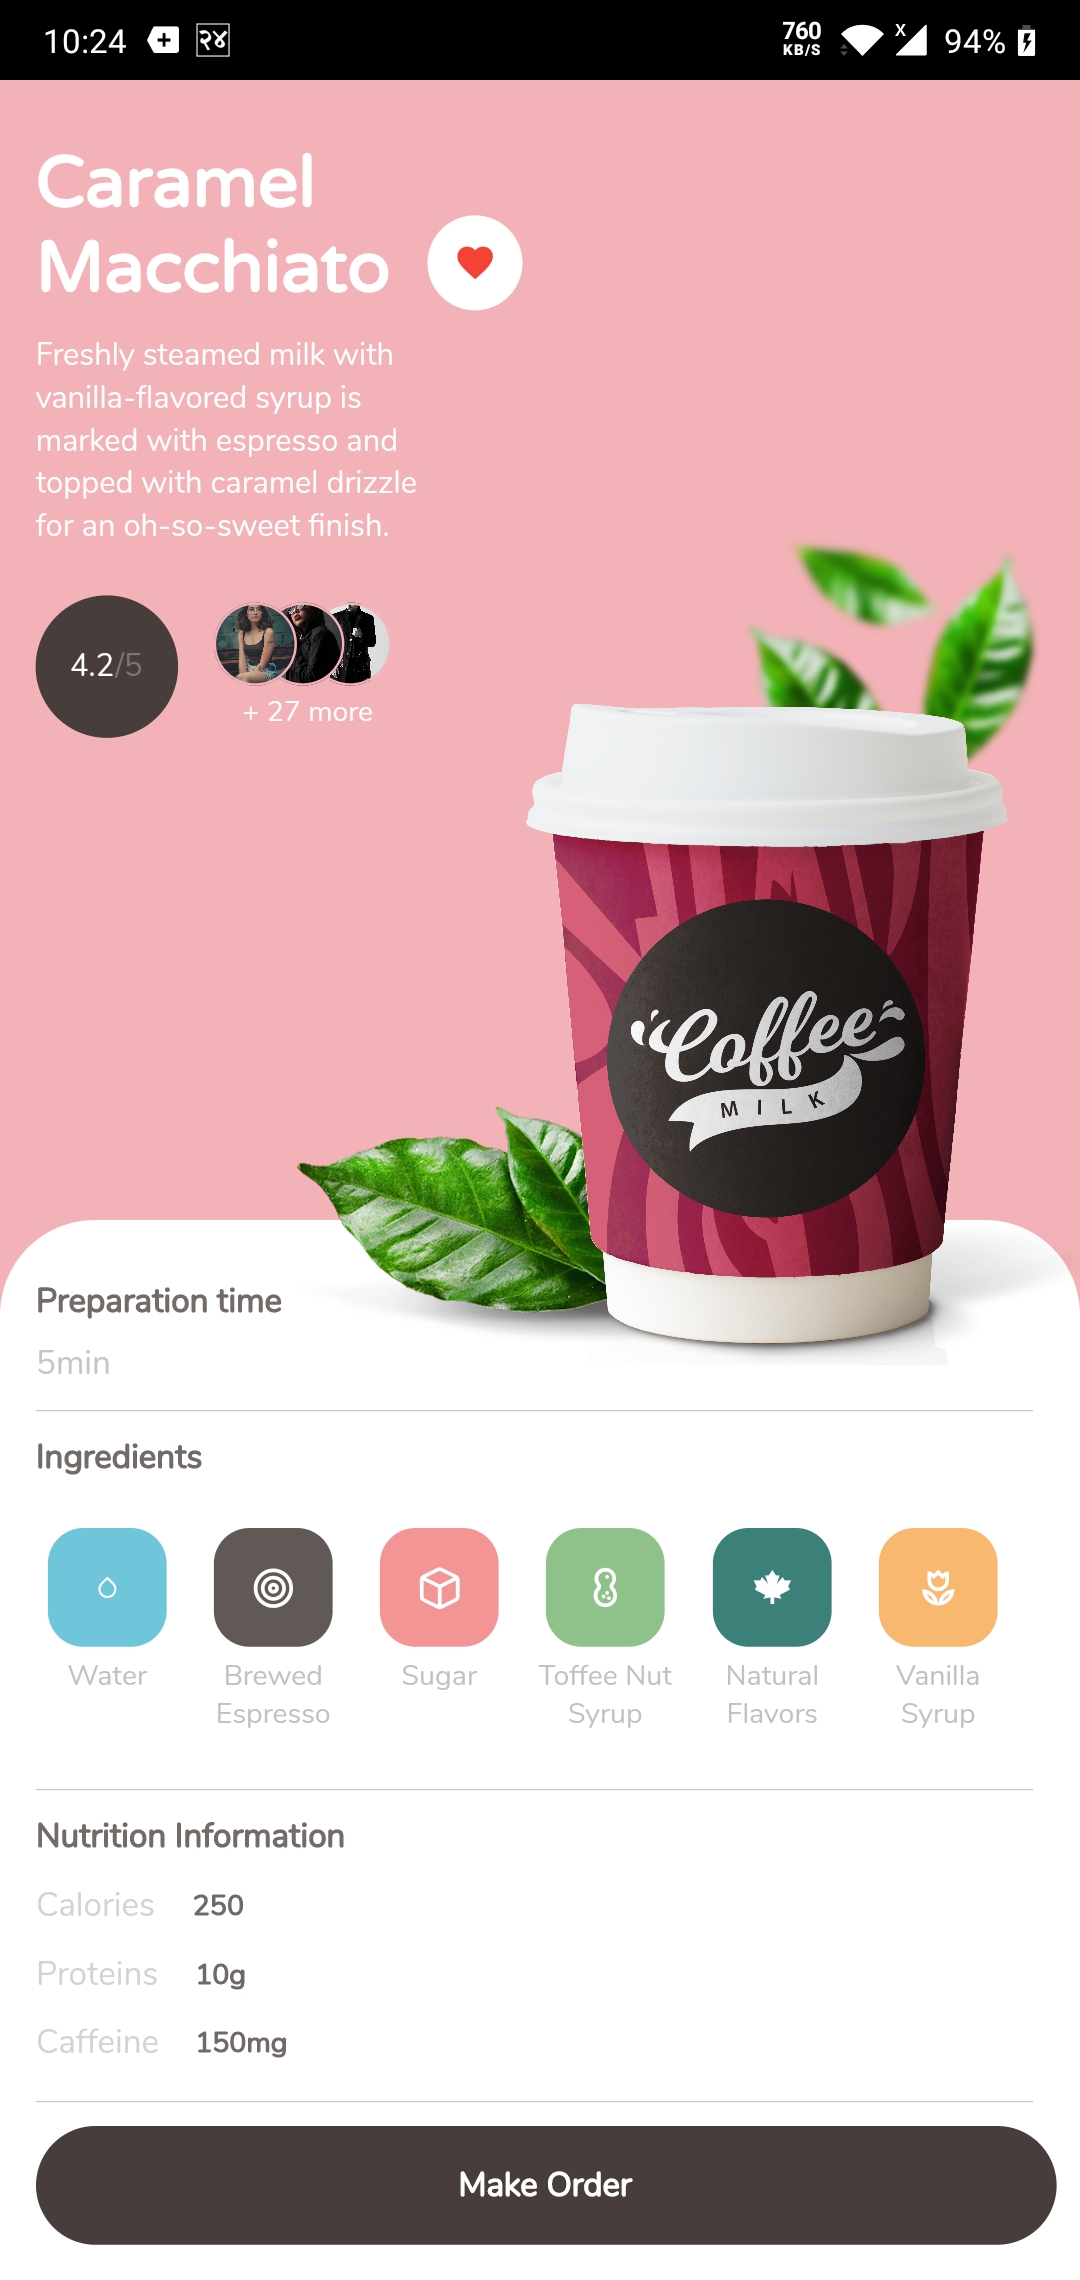 10:24
२४
760
KB/S
X
94%
Caramel
Macchiato
Freshly steamed milk with
vanilla-flavored syrup is
marked with espresso and
topped with caramel drizzle
for an oh-so-sweet finish.
4.2/5
+ 27 more
Coffee
MILK
Preparation time
5min
Ingredients
Water
Brewed
Espresso
Sugar
Toffee Nut
Syrup
Natural
Flavors
Vanilla
Syrup
Nutrition Information
Calories 250
Proteins 10g
Caffeine 150mg
Make Order